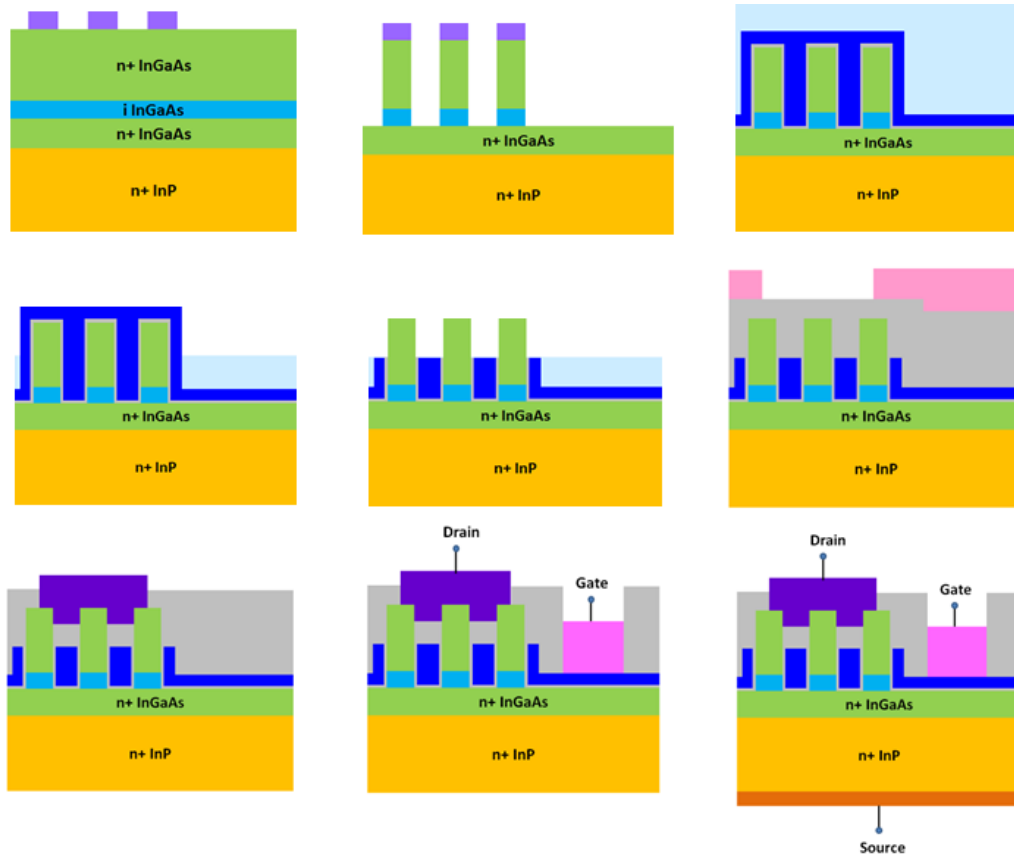 n+ InGaAs
i InGaAs
n+ InGaAs
n+ InP
n+ InGaAs
n+ InP
n+ InGaAs
n+ InP
n+ InGaAs
n+ InP
n+ InGaAs
n+ InP
n+ InGaAs
n+ InP
n+ InGaAs
n+ InP
Drain
Gate
n+ InGaAs
n+ InP
Drain
Gate
n+ InGaAs
n+ InP
Source